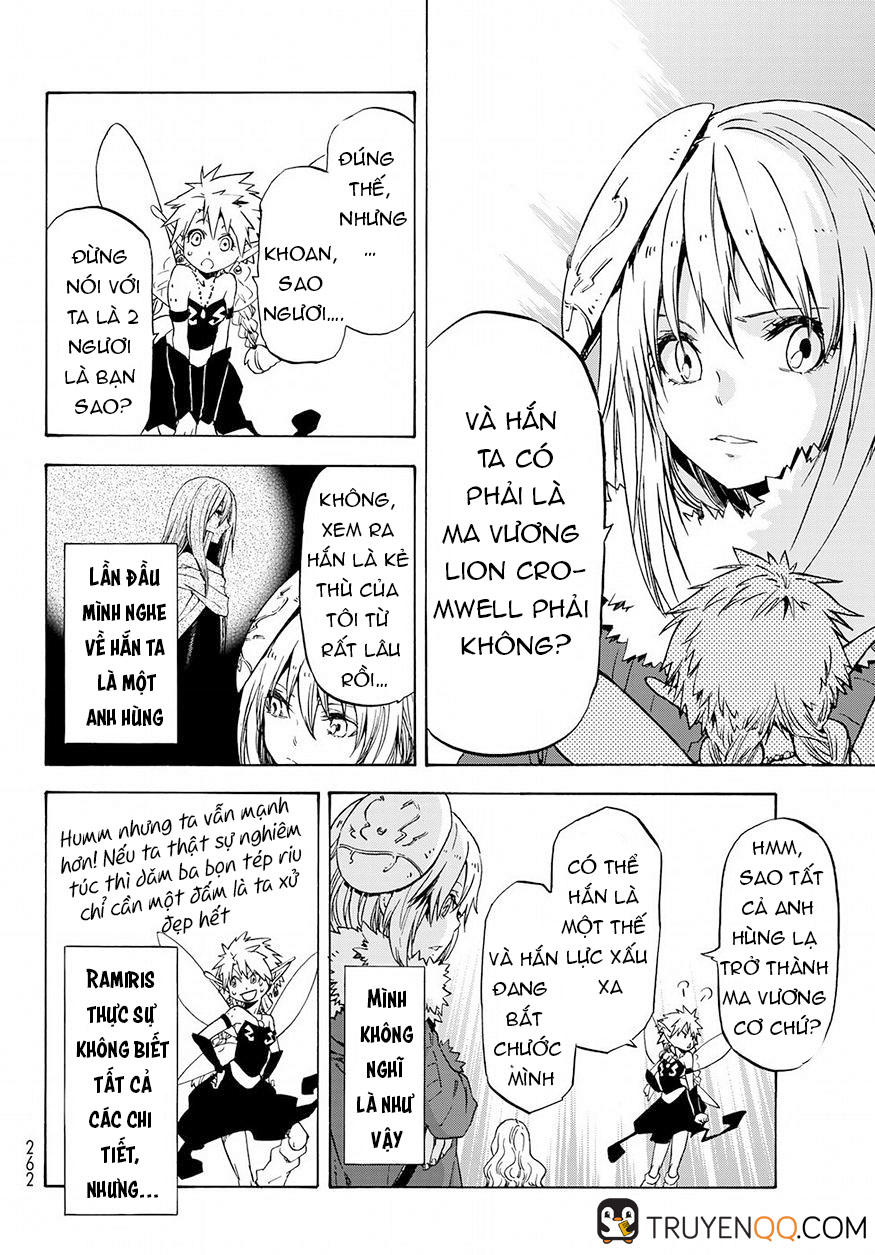 VÀ HẮN
TA CÓ
PHẢI LÀ
MA VƯƠNG
LION CRO-
MWELL PHẢI
KHÔNG?
ĐÚNG
THẾ,
NHƯNG
...
KHOAN,
SAO
NGƯƠI....
ĐỪNG
NÓI VỚI
TA LÀ 2
NGƯƠI
LÀ BẠN
SAO?
KHÔNG,
XEM RA
HẮN LÀ KẺ
THÙ CỦA
TÔI TỪ
RẤT LÂU
RỒI...
LẦN ĐẦU
MÌNH NGHE
VỀ HẮN TA
LÀ MỘT
ANH HÙNG
HMM,
SAO TẤT
CẢ ANH
HÙNG LẠ
TRỞ THÀNH
MA VƯƠNG
CƠ CHỨ?
? ?
CÓ THỂ
HẮN LÀ
MỘT THẾ
LỰC XẤU
XA
VÀ HẮN
ĐANG
BẮT
CHƯỚC
MÌNH
MÌNH
KHÔNG
NGHĨ
LÀ NHƯ
VẬY
Humm nhưng ta vẫn mạnh
hơn! Nếu ta thật sự nghiêm
túc thì dăm ba bọn tép riu
chỉ cần một đấm là ta xử
đẹp hết
RAMIRIS
THỰC SỰ
KHÔNG BIẾT
TẤT CẢ
CÁC CHI
TIẾT,
NHƯNG...
262
TRUYENQQ.COM